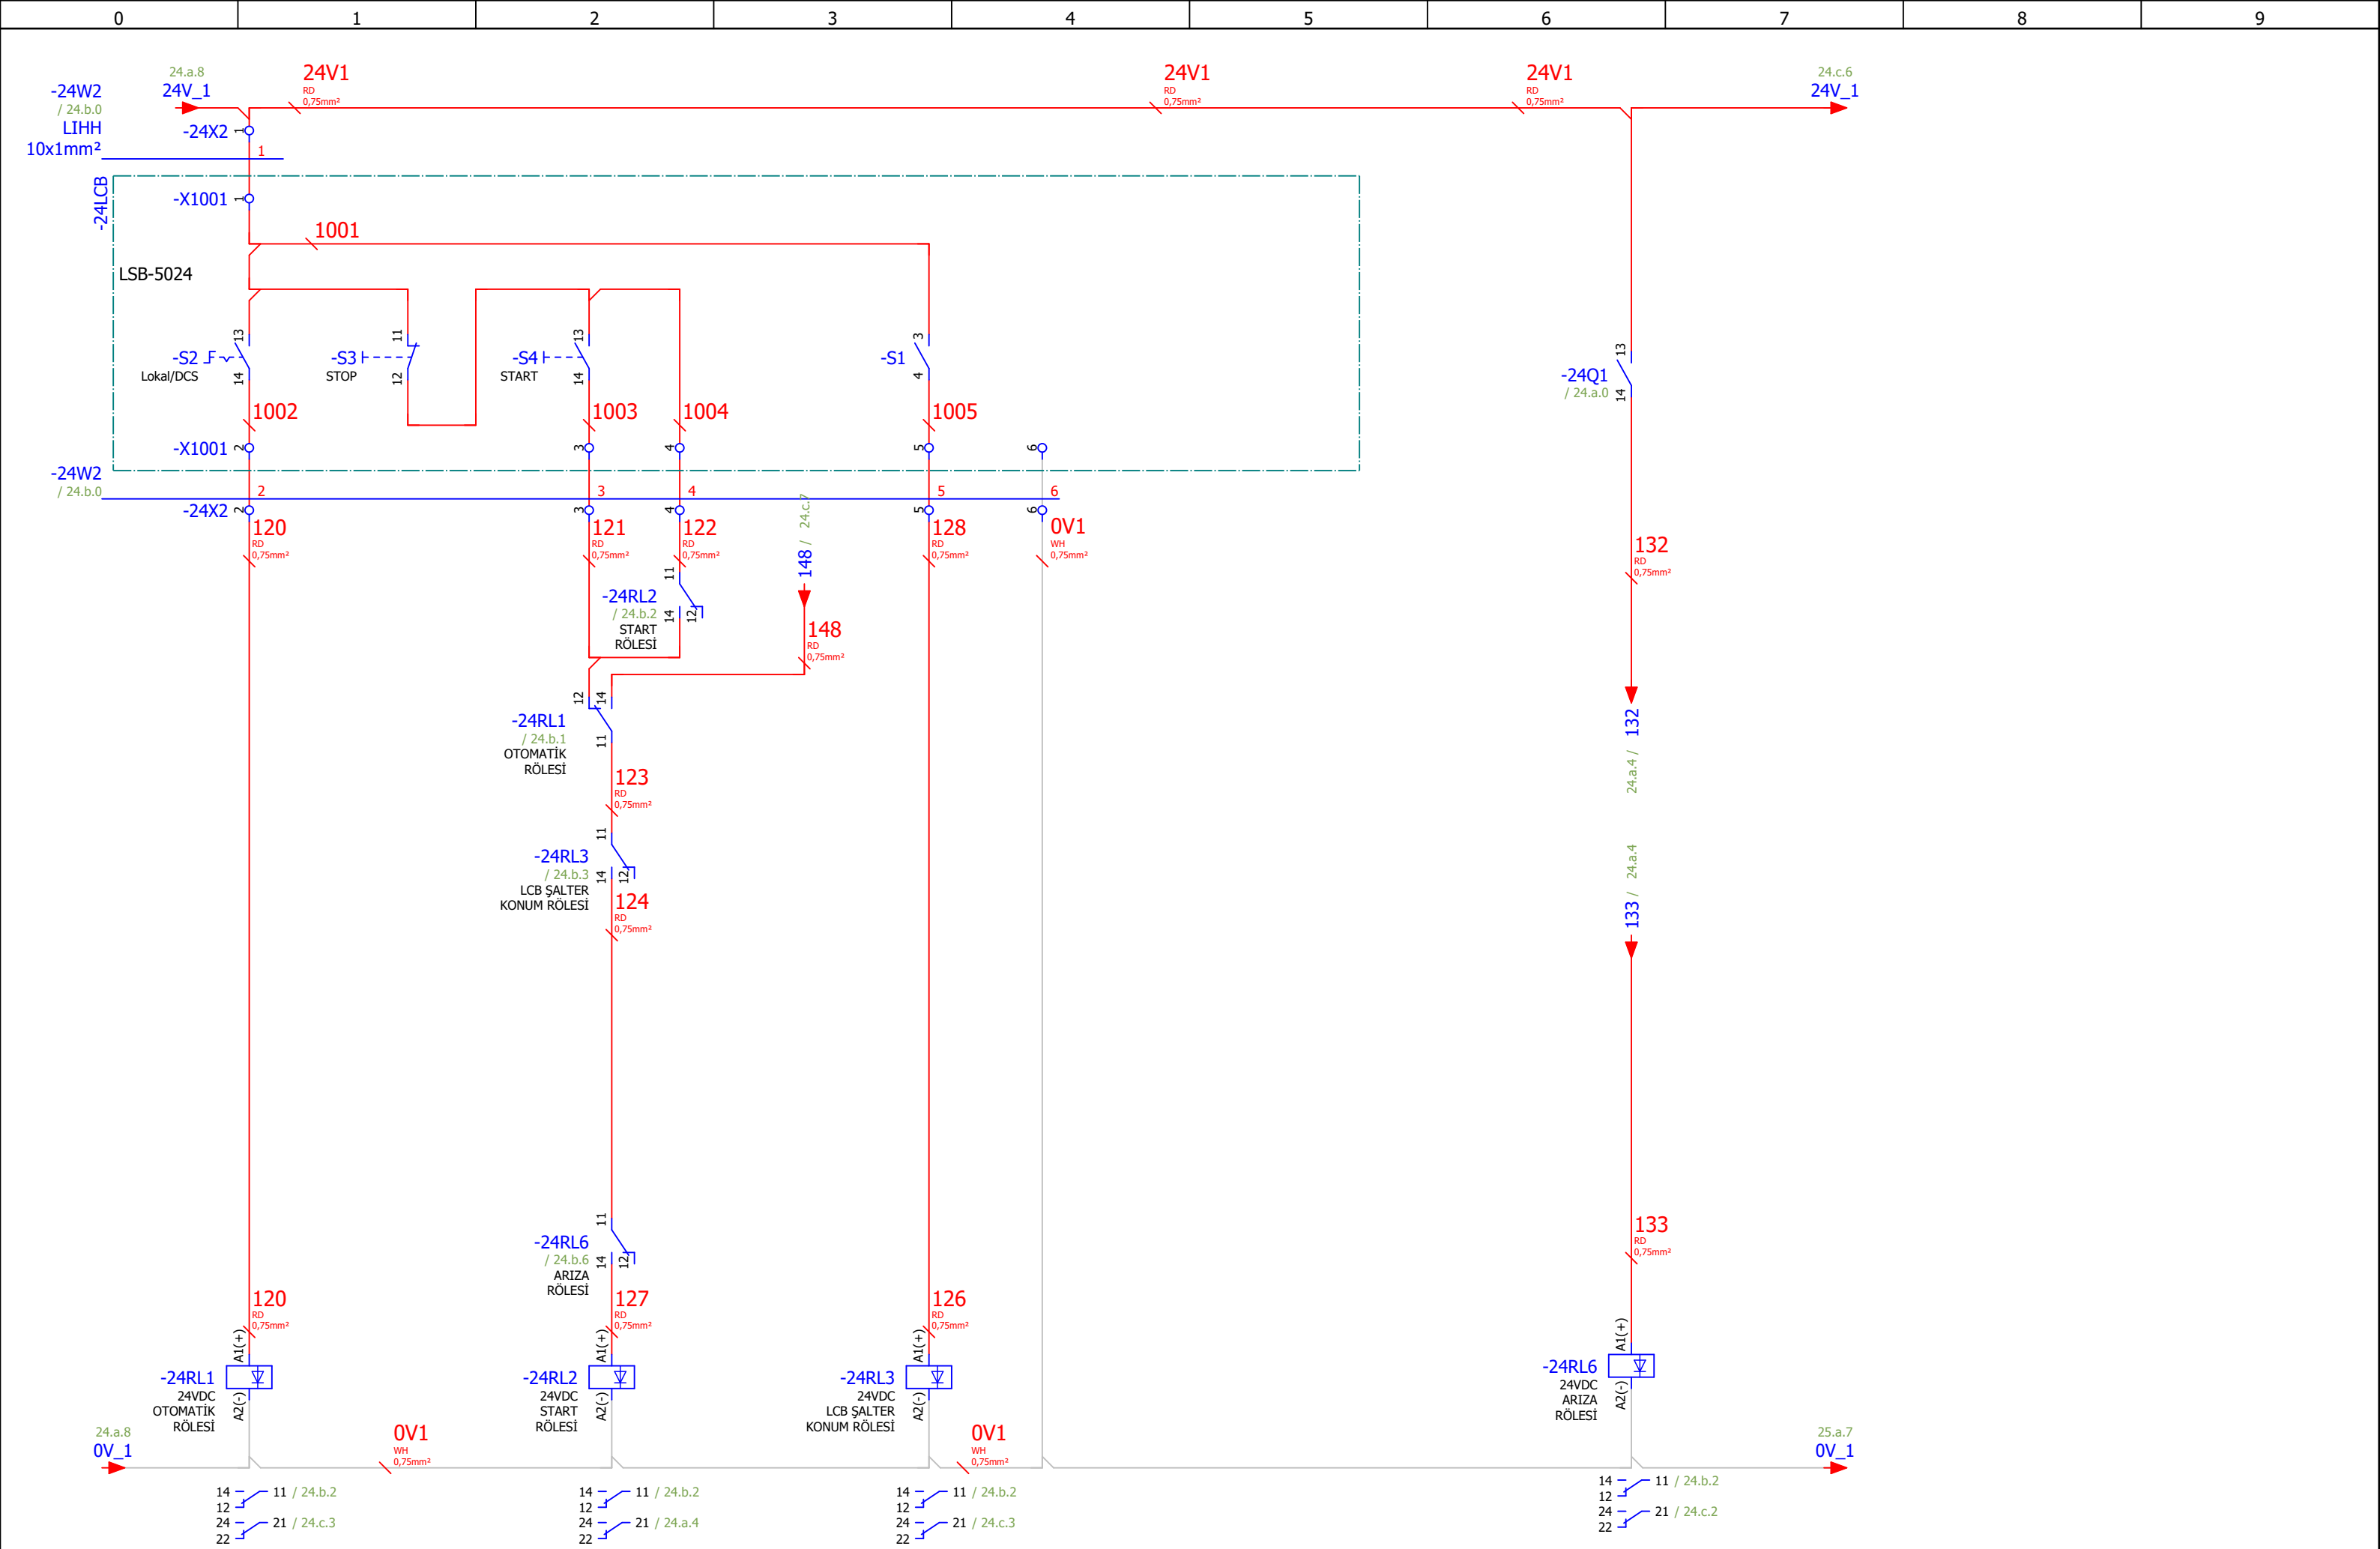 0 1 2 3 4 5 6 7 8 9
24.a.8
24V_1
24V1
RD
0,75mm²
24V1
RD
0,75mm²
24V1
RD
0,75mm²
24.c.6
24V_1
-24W2
/ 24.b.0
LIHH
10x1mm²
-24X2 1
1
-24LCB
-X1001 1
1001
LSB-5024
-S2
Lokal/DCS
13
14
-S3
STOP
11
12
-S4
START
13
14
-S1
3
4
-24Q1
/ 24.a.0
13
14
1002
1003
1004
1005
-X1001 2
3
4
5
6
-24W2
/ 24.b.0
2
3
4
5
6
-24X2 2
3
4
5
6
120
RD
0,75mm²
121
RD
0,75mm²
122
RD
0,75mm²
148 / 24.c.7
128
RD
0,75mm²
0V1
WH
0,75mm²
132
RD
0,75mm²
-24RL2
/ 24.b.2
START
RÖLESİ
11
14
12
148
RD
0,75mm²
12
14
-24RL1
/ 24.b.1
OTOMATİK
RÖLESİ
11
24.a.4 / 132
123
RD
0,75mm²
-24RL3
/ 24.b.3
LCB ŞALTER
KONUM RÖLESİ
11
14
12
133 / 24.a.4
124
RD
0,75mm²
-24RL6
/ 24.b.6
ARIZA
RÖLESİ
11
14
12
133
RD
0,75mm²
120
RD
0,75mm²
127
RD
0,75mm²
126
RD
0,75mm²
-24RL1
24VDC
OTOMATİK
RÖLESİ
A1(+)
A2(-)
-24RL2
24VDC
START
RÖLESİ
A1(+)
A2(-)
-24RL3
24VDC
LCB ŞALTER
KONUM RÖLESİ
A1(+)
A2(-)
-24RL6
24VDC
ARIZA
RÖLESİ
A1(+)
A2(-)
24.a.8
0V_1
0V1
WH
0,75mm²
0V1
WH
0,75mm²
25.a.7
0V_1
14 11 / 24.b.2
12
24 21 / 24.c.3
22
14 11 / 24.b.2
12
24 21 / 24.a.4
22
14 11 / 24.b.2
12
24 21 / 24.c.3
22
14 11 / 24.b.2
12
24 21 / 24.c.2
22